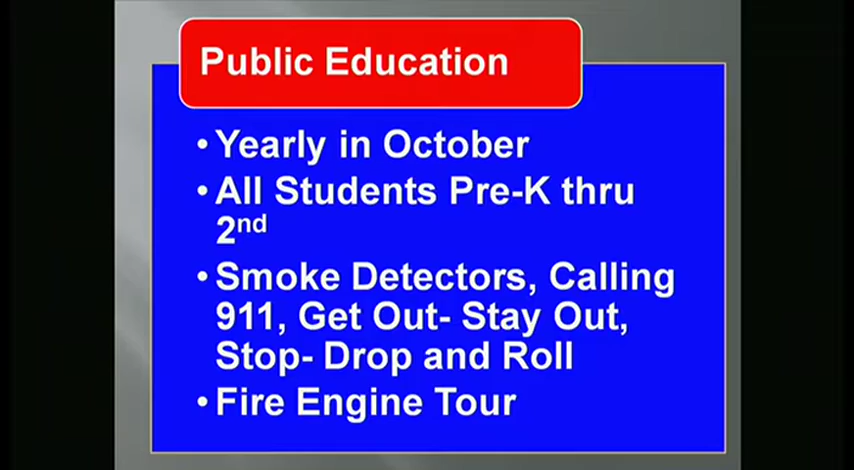 Public Education
• Yearly in October
• All Students Pre-K thru
2nd
• Smoke Detectors, Calling
911, Get Out- Stay Out,
Stop- Drop and Roll
• Fire Engine Tour